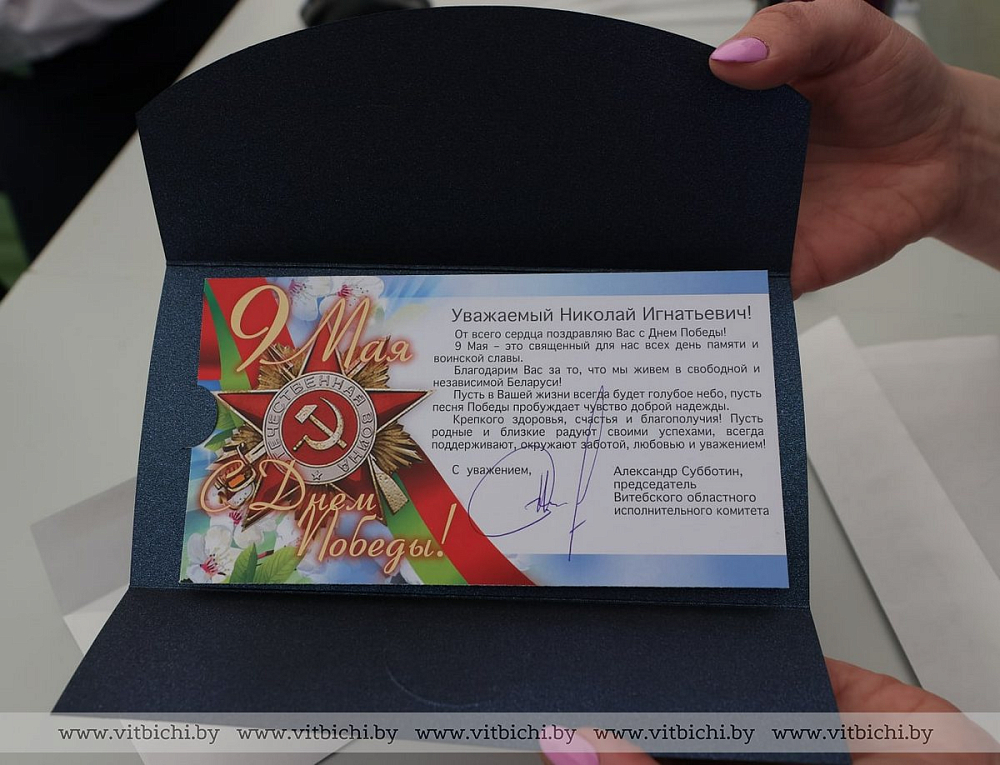 9 Мая
ОТЕЧЕСТВЕННАЯ ВОЙНА
С Днем
Победы!
Уважаемый Николай Игнатьевич!
От всего сердца поздравляю Вас с Днем Победы!
9 Мая – это священный для нас всех день памяти и
воинской славы.
Благодарим Вас за то, что мы живем в свободной и
независимой Беларуси!
Пусть в Вашей жизни всегда будет голубое небо, пусть
песня Победы пробуждает чувство доброй надежды.
Крепкого здоровья, счастья и благополучия! Пусть
родные и близкие радуют своими успехами, всегда
поддерживают, окружают заботой, любовью и уважением!
С уважением,
Александр Субботин,
председатель
Витебского областного
исполнительного комитета
www.vitbichi.by www.vitbichi.by www.vitbichi.by www.vitbichi.by www.vitbichi.by